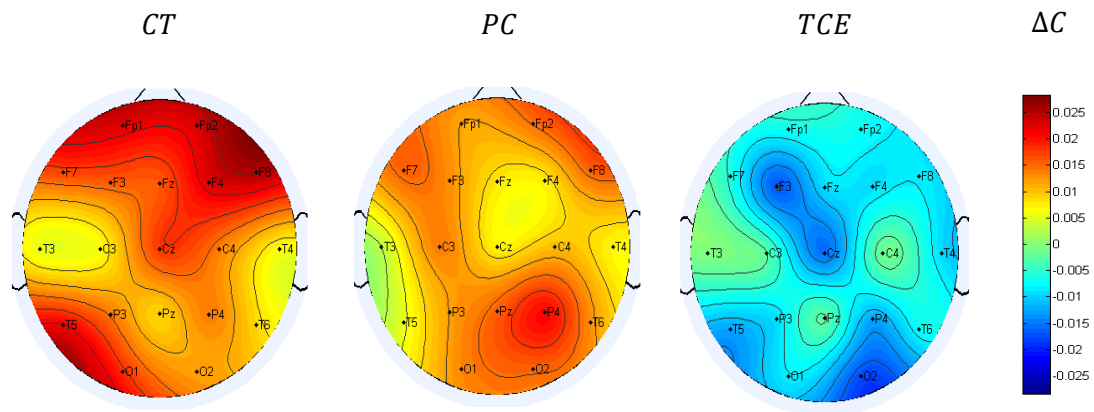 CT PC TCE ΔC
Fp1 Fp2 Fp1 Fp2 Fp1 Fp2
F7 F3 Fz F4 F8 F7 F3 Fz F4 F8 F7 F3 Fz F4 F8
T3 C3 Cz C4 T4 T3 C3 Cz C4 T4 T3 C3 Cz C4 T4
T5 P3 Pz P4 T6 T5 P3 Pz P4 T6 T5 P3 Pz P4 T6
O1 O2 O1 O2 O1 O2
0.025
0.02
0.015
0.01
0.005
0
-0.005
-0.01
-0.015
-0.02
-0.025